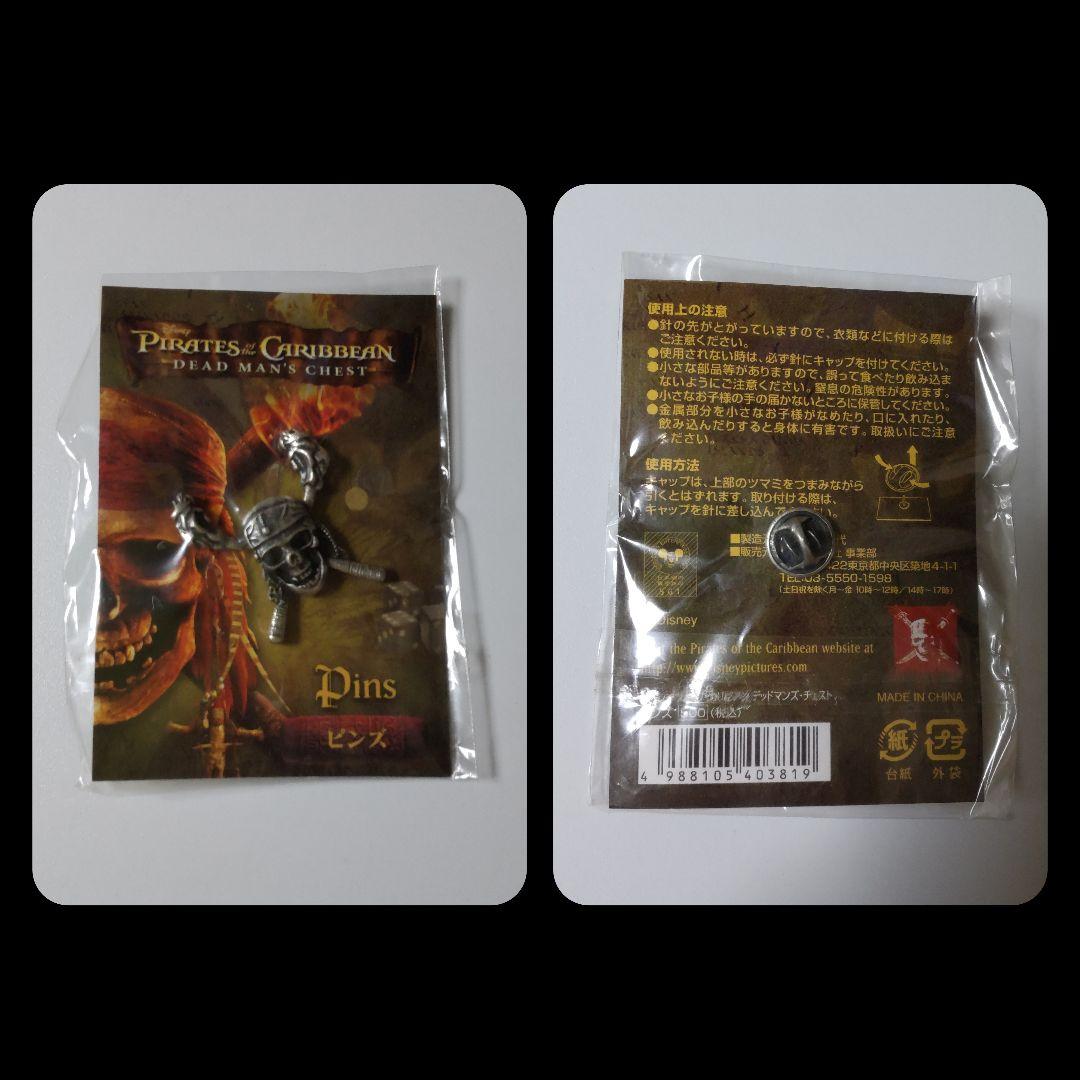 Disney
PIRATES of the CARIBBEAN
DEAD MAN'S CHEST
Pins
ピンズ
使用上の注意
●針の先がとがっていますので、衣類などに付ける際は
ご注意ください。
●使用されない時は、必ず針にキャップを付けてください。
●小さな部品等がありますので、誤って食べたり飲み込ま
ないようにご注意ください。窒息の危険性があります。
●小さなお子様の手の届かないところに保管してください。
●金属部分を小さなお子様がなめたり、口に入れたり、
飲み込んだりすると身体に有害です。取扱いにご注意
ください。
使用方法
キャップは、上部のツマミをつまみながら
引くとはずれます。取り付ける際は、
キャップを針に差し込んで
■製造 代
■販売 事業部
422東京都中央区築地4-1-1
TEL:03-5550-1598
(土日祝を除く月〜金 10時〜12時/14時〜17時)
Disney
the Pirates of the Caribbean website at
http://www. disneypictures.com
デッドマンズ・チェスト
ンズ 500(税込)
MADE IN CHINA
4 988105 403819
紙 プラ
台紙 外袋